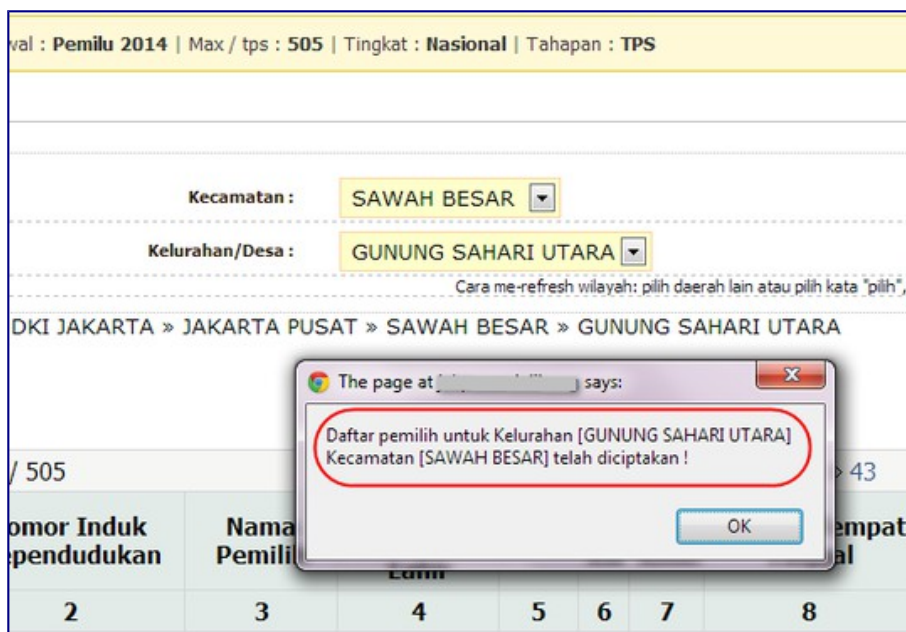 wal : Pemilu 2014 | Max / tps : 505 | Tingkat : Nasional | Tahapan : TPS
Kecamatan : SAWAH BESAR
Kelurahan/Desa : GUNUNG SAHARI UTARA
Cara me-refresh wilayah: pilih daerah lain atau pilih kata "pilih",
DKI JAKARTA » JAKARTA PUSAT » SAWAH BESAR » GUNUNG SAHARI UTARA
The page at says:
Daftar pemilih untuk Kelurahan [GUNUNG SAHARI UTARA]
Kecamatan [SAWAH BESAR] telah diciptakan !
OK
/ 505 43
omor Induk Nama empat
ependudukan Pemili Lahir al
2 3 4 5 6 7 8